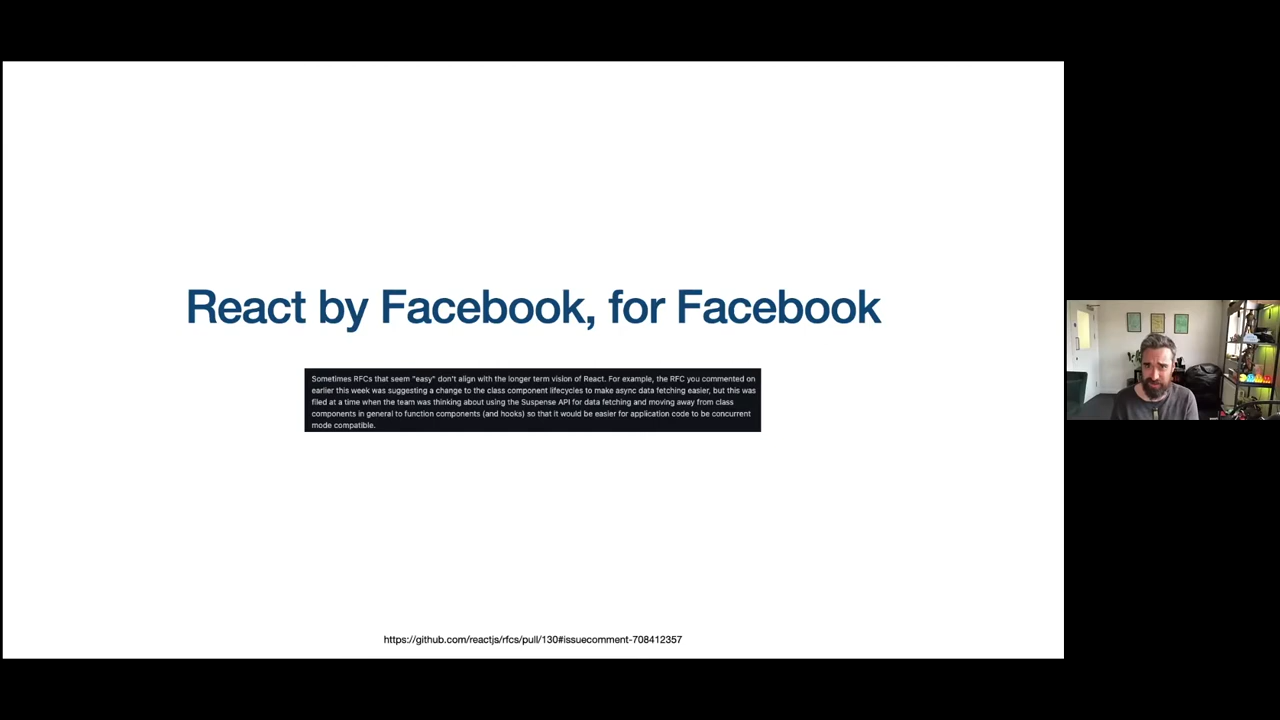 React by Facebook, for Facebook
Sometimes RFCs that seem "easy" don't align with the longer term vision of React. For example, the RFC you commented on
earlier this week was suggesting a change to the class component lifecycles to make async data fetching easier, but this was
filed at a time when the team was thinking about using the Suspense API for data fetching and moving away from class
components in general to function components (and hooks) so that it would be easier for application code to be concurrent
mode compatible.
https://github.com/reactjs/rfcs/pull/130#issuecomment-708412357